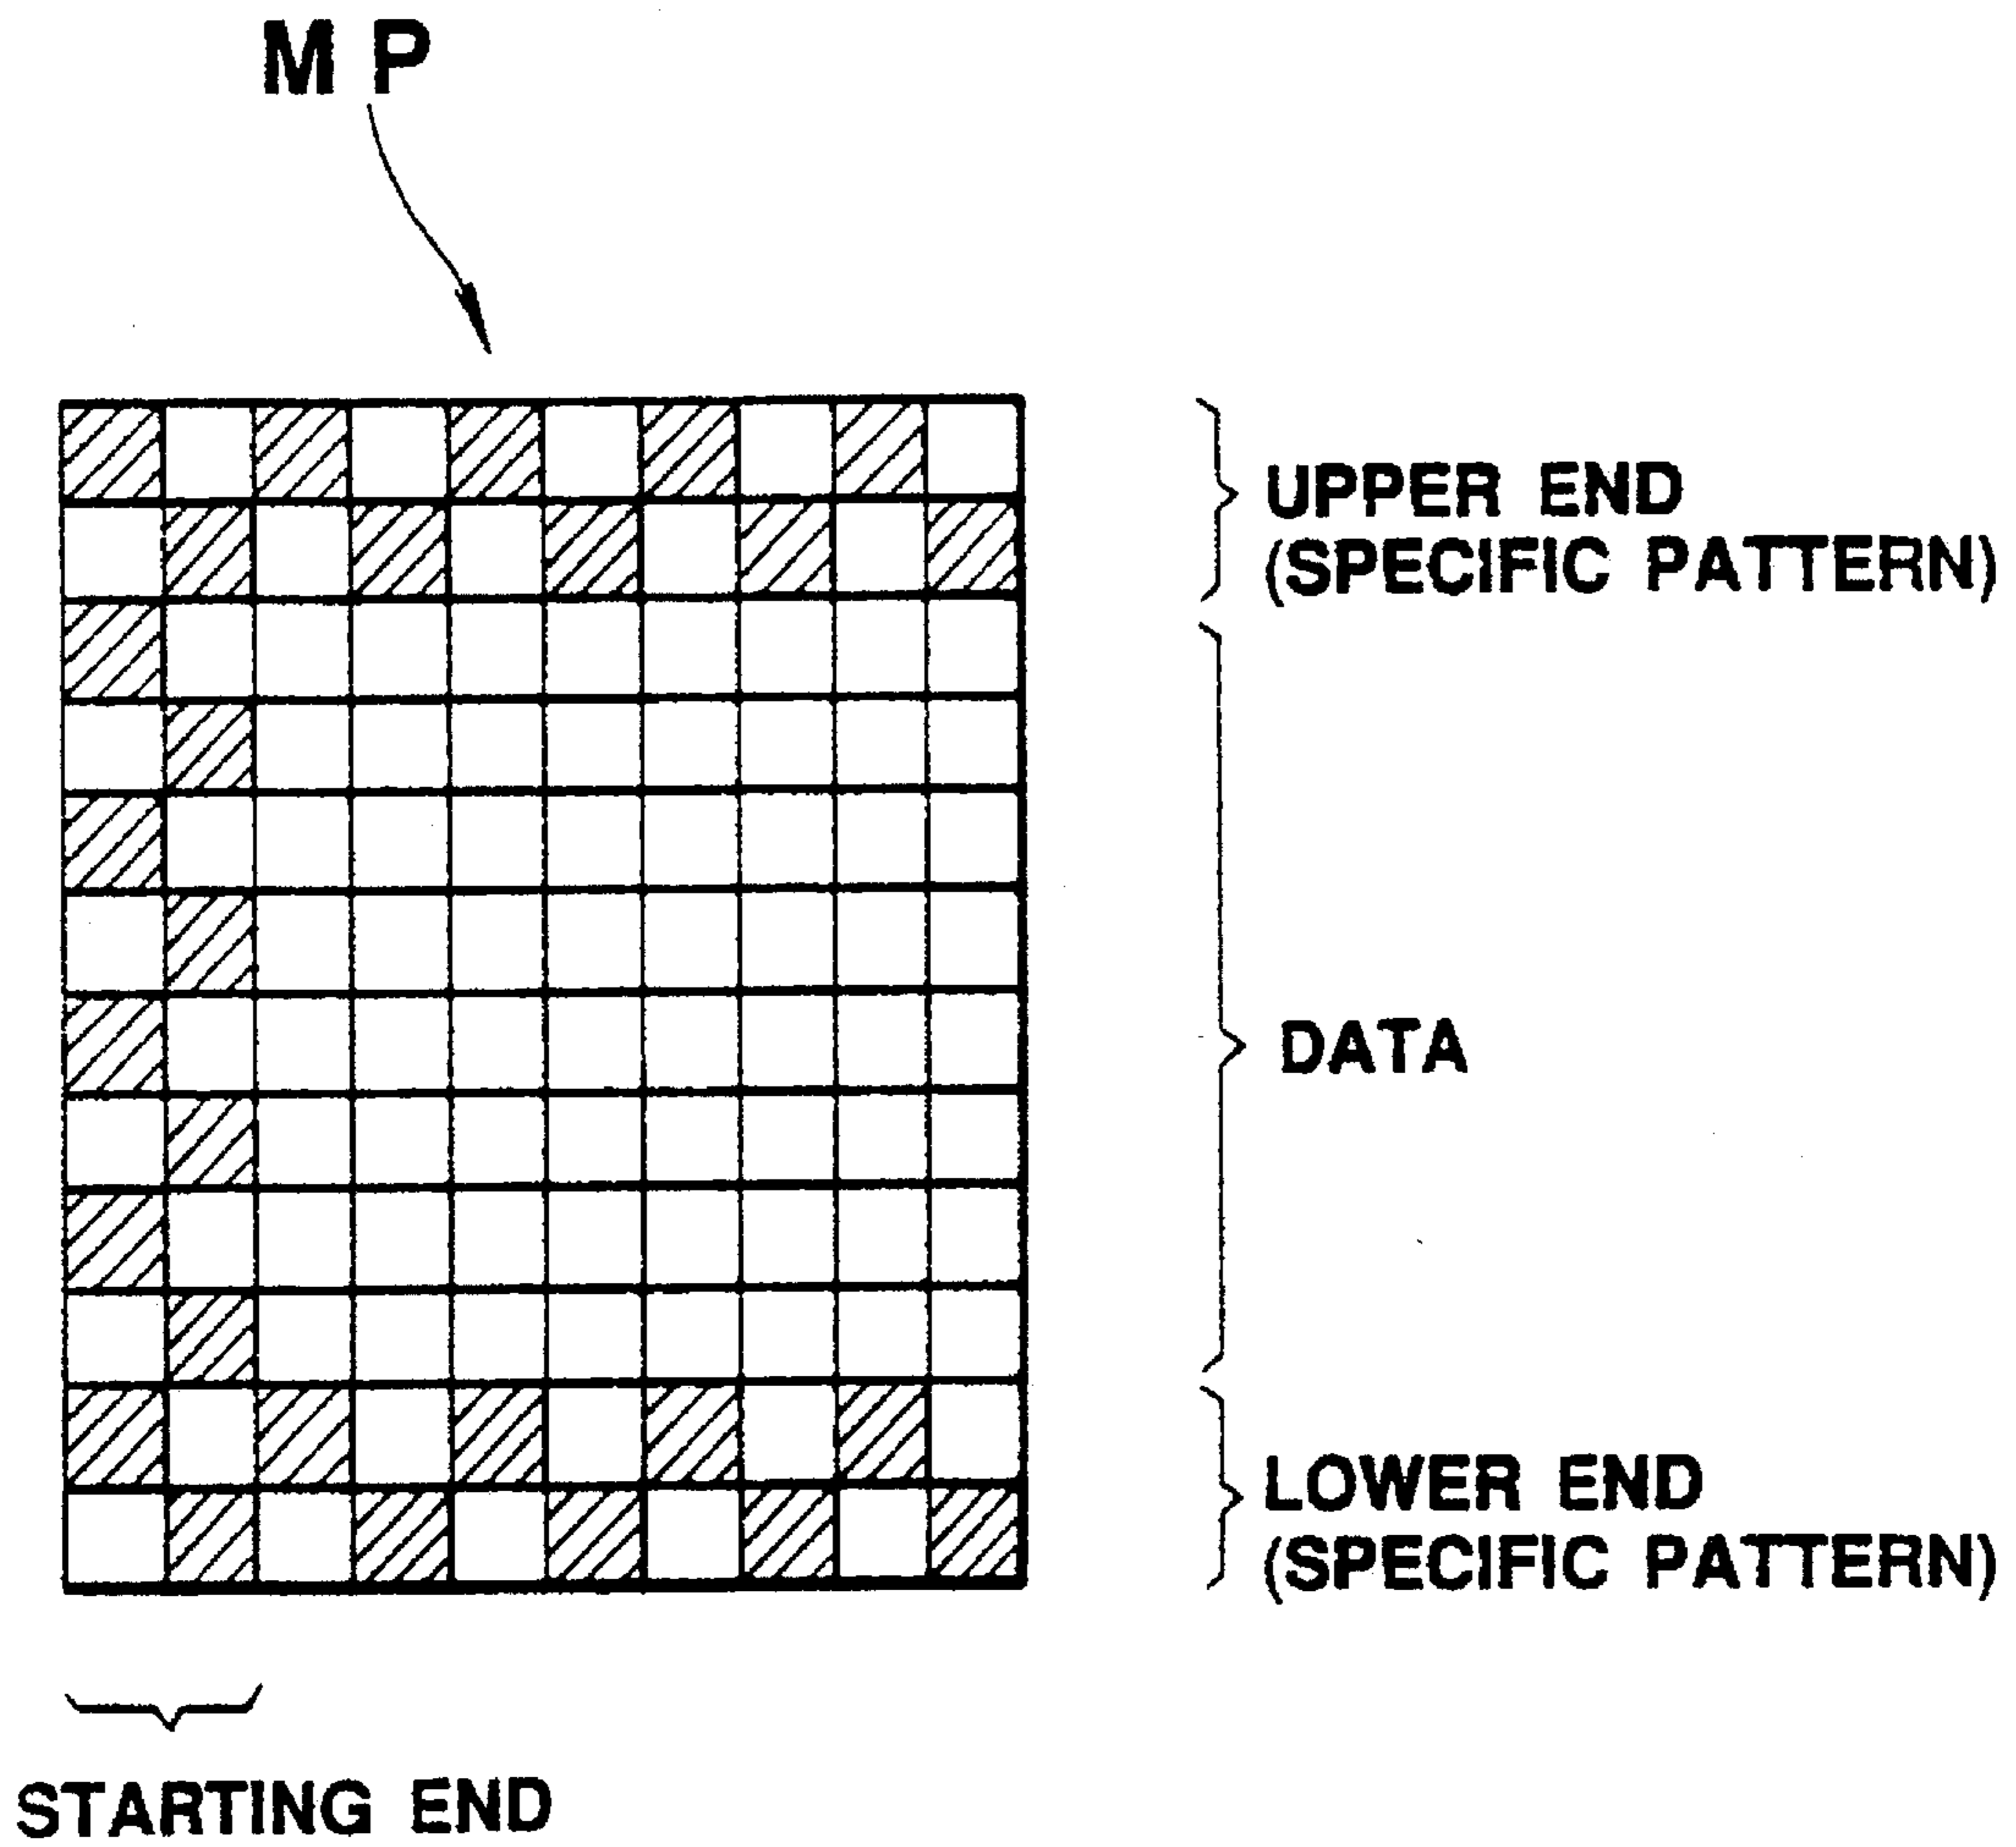 M P
UPPER END
(SPECIFIC PATTERN)
DATA
LOWER END
(SPECIFIC PATTERN)
STARTING END